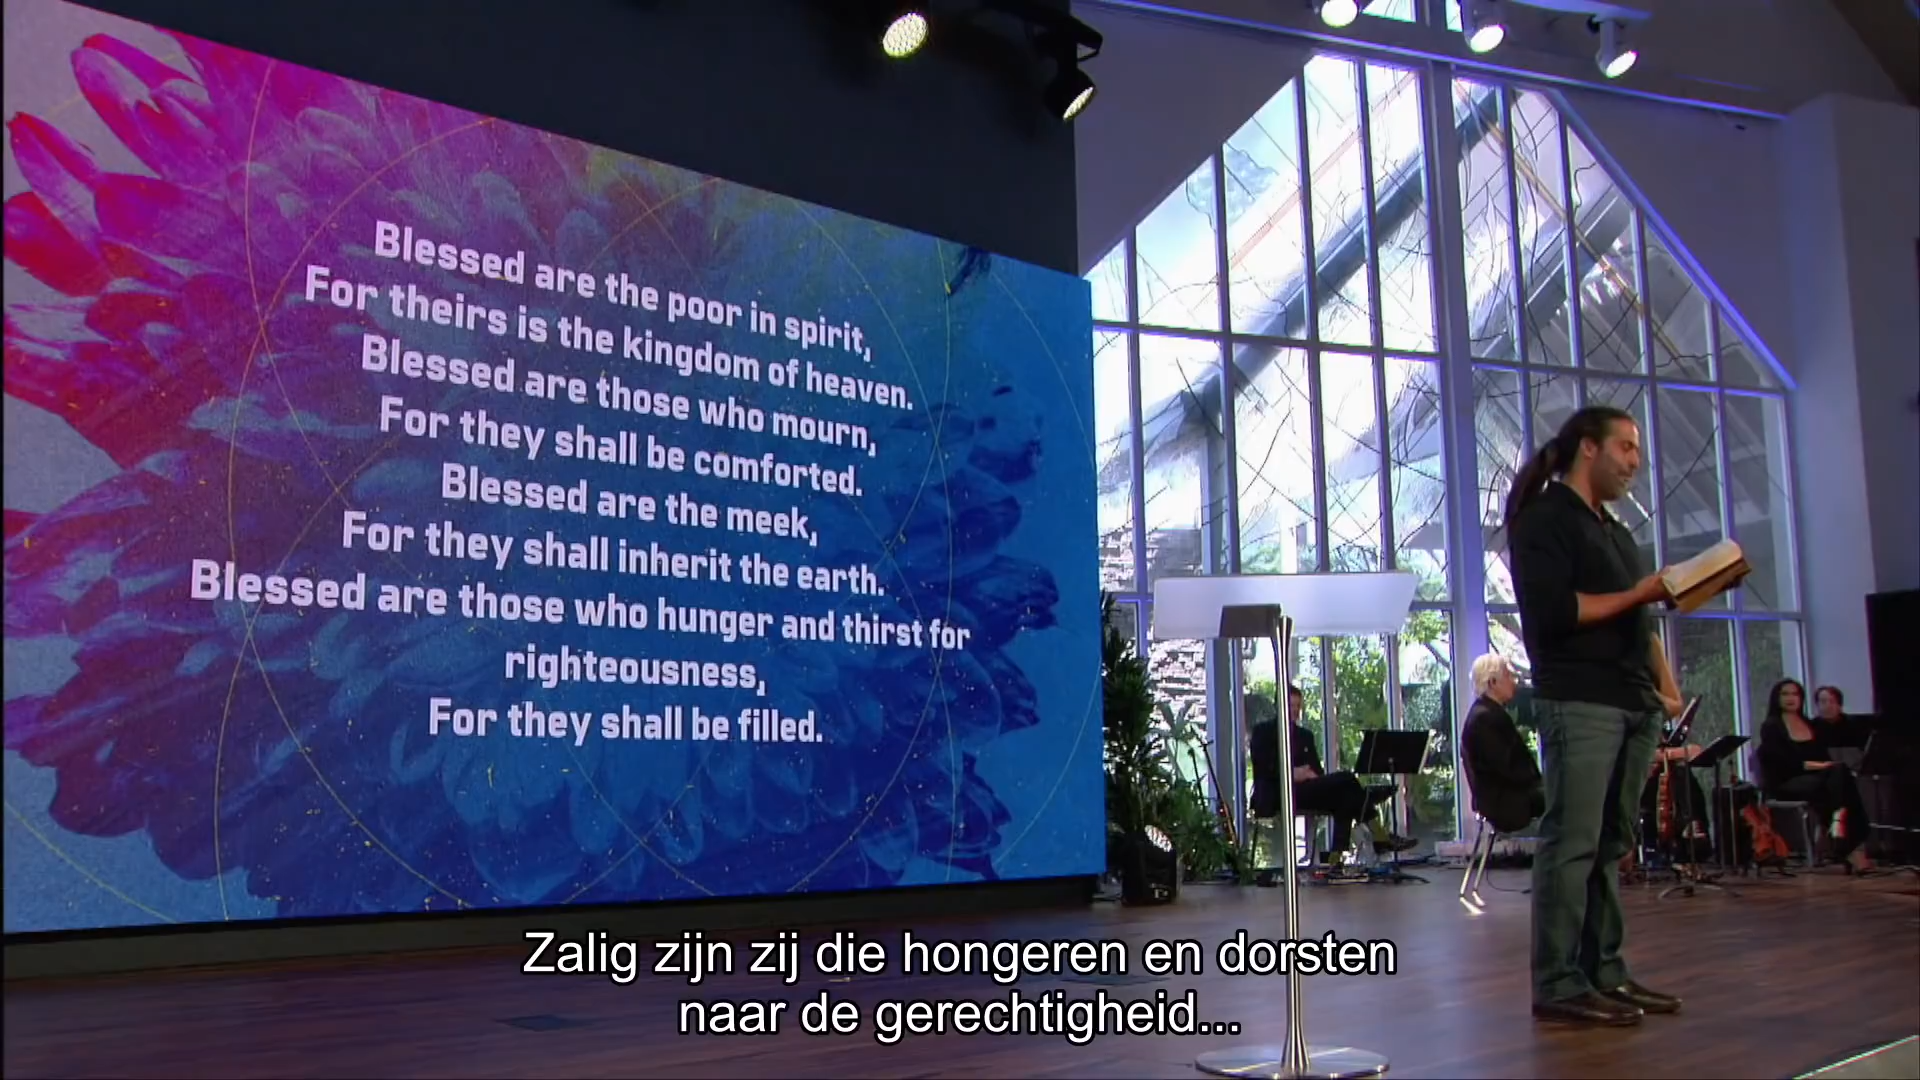 Blessed are the poor in spirit,
For theirs is the kingdom of heaven.
Blessed are those who mourn,
For they shall be comforted.
Blessed are the meek,
For they shall inherit the earth.
Blessed are those who hunger and thirst for
righteousness,
For they shall be filled.
Zalig zijn zij die hongeren en dorsten
naar de gerechtigheid...